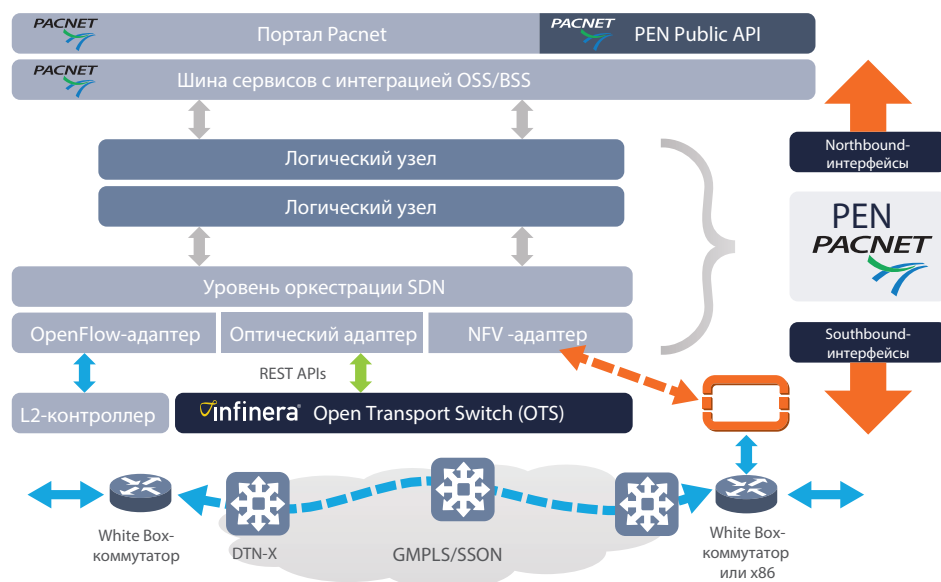 PACNET
Портал Pacnet
PACNET
PEN Public API
PACNET
Шина сервисов с интеграцией OSS/BSS
Логический узел
Логический узел
Northbound-
интерфейсы
PEN
PACNET
Уровень оркестрации SDN
OpenFlow-адаптер
Оптический адаптер
NFV -адаптер
Southbound-
интерфейсы
REST APIs
L2-контроллер
infinera® Open Transport Switch (OTS)
White Box-
коммутатор
DTN-X
GMPLS/SSON
White Box-
коммутатор
или x86